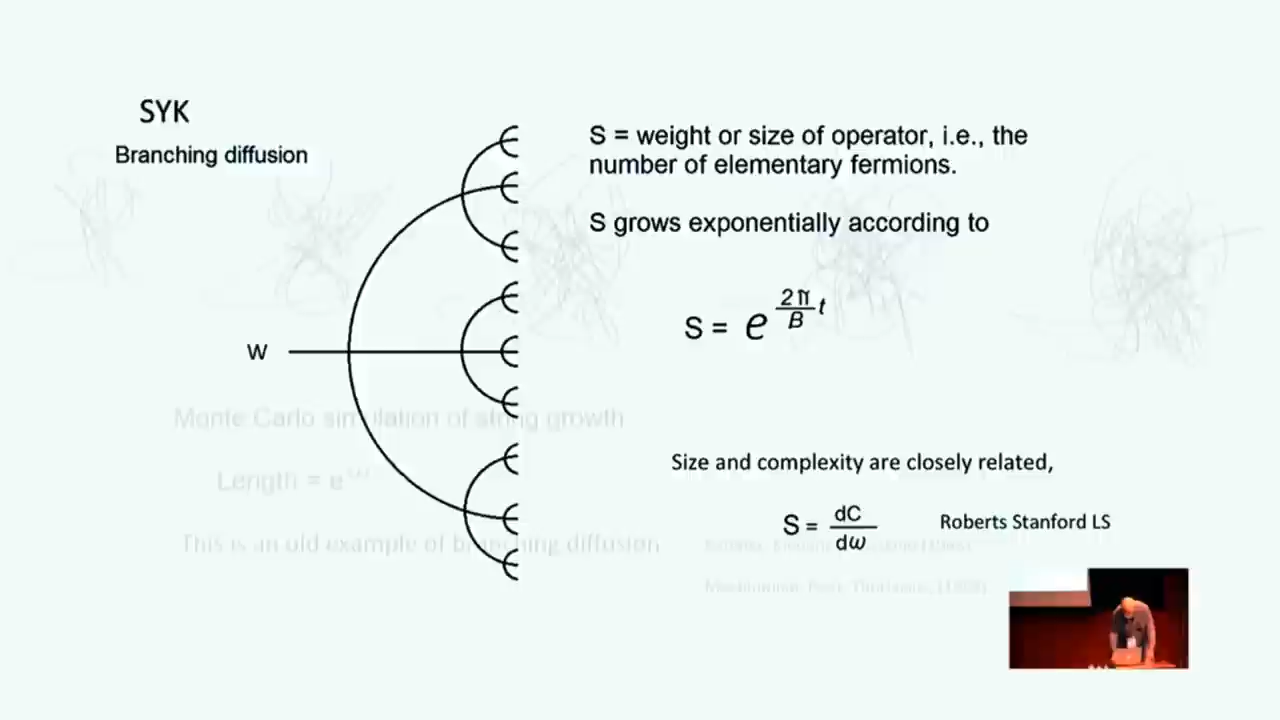 SYK
Branching diffusion
S = weight or size of operator, i.e., the
number of elementary fermions.
S grows exponentially according to
S = e^{\frac{2π}{B}t}
W
Monte Carlo simulation of string growth
Length = e
Size and complexity are closely related,
S = \frac{dC}{dω}
Roberts Stanford LS
This is an old example of branching diffusion